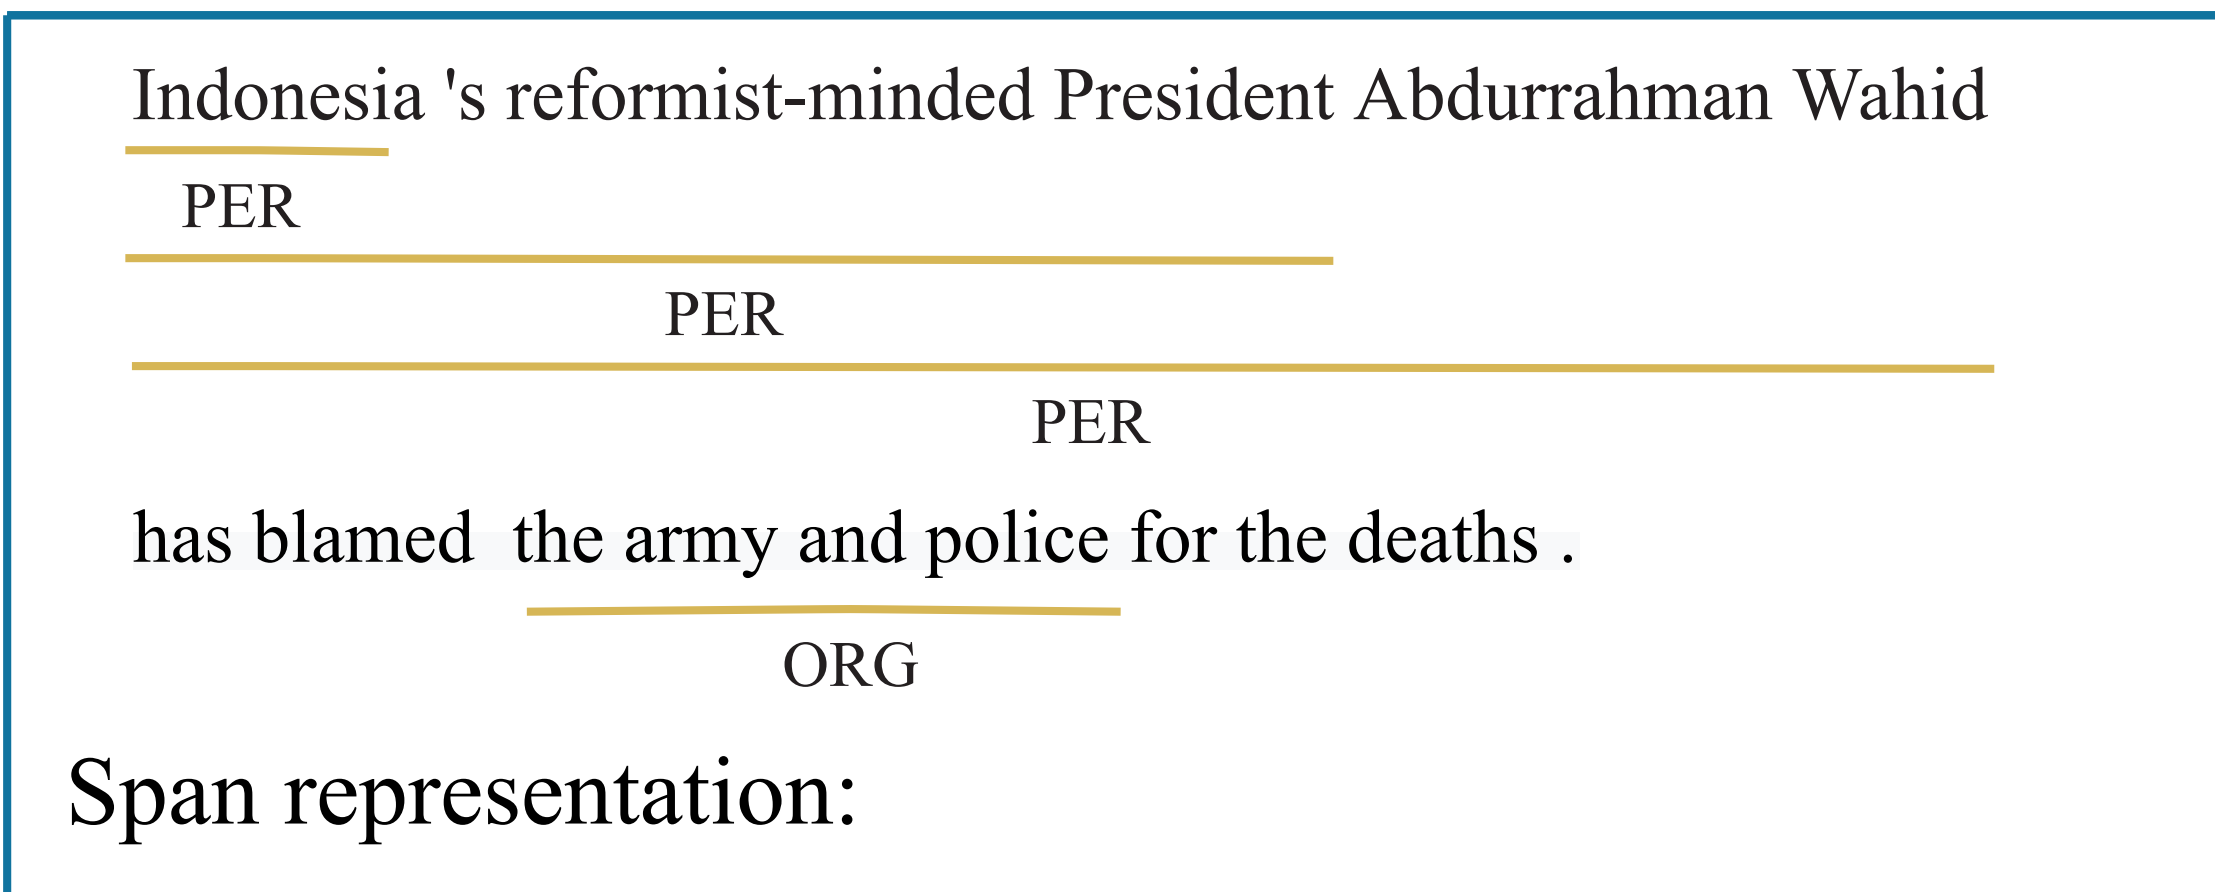 Indonesia 's reformist-minded President Abdurrahman Wahid
PER
PER
PER
has blamed  the army and police for the deaths .
ORG
Span representation: